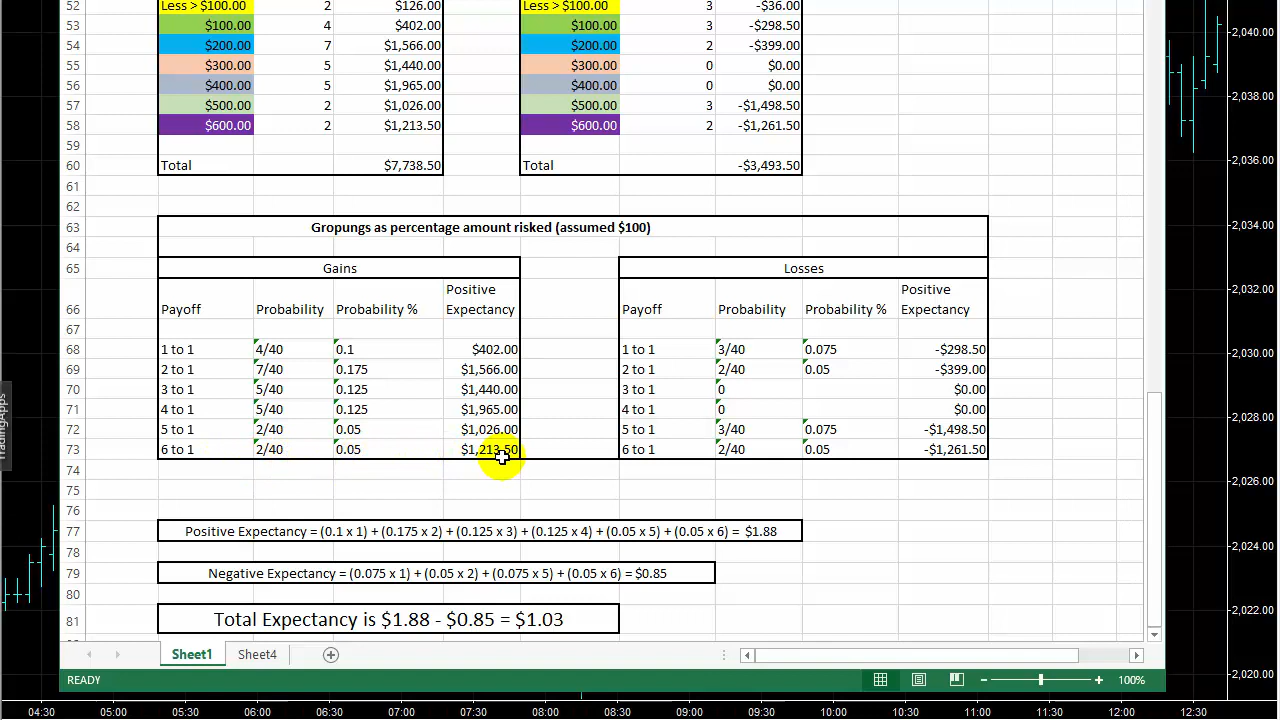 52 Less > $100.00 2 $126.00 Less > $100.00 3 -$36.00
53 $100.00 4 $402.00 $100.00 3 -$298.50
54 $200.00 7 $1,566.00 $200.00 2 -$399.00
55 $300.00 5 $1,440.00 $300.00 0 $0.00
56 $400.00 5 $1,965.00 $400.00 0 $0.00
57 $500.00 2 $1,026.00 $500.00 3 -$1,498.50
58 $600.00 2 $1,213.50 $600.00 2 -$1,261.50
59
60 Total $7,738.50 Total -$3,493.50
61
62
63 Gropungs as percentage amount risked (assumed $100)
64
65 Gains Losses
Positive Positive
66 Payoff Probability Probability % Expectancy Payoff Probability Probability % Expectancy
67
68 1 to 1 4/40 0.1 $402.00 1 to 1 3/40 0.075 -$298.50
69 2 to 1 7/40 0.175 $1,566.00 2 to 1 2/40 0.05 -$399.00
70 3 to 1 5/40 0.125 $1,440.00 3 to 1 0 $0.00
71 4 to 1 5/40 0.125 $1,965.00 4 to 1 0 $0.00
72 5 to 1 2/40 0.05 $1,026.00 5 to 1 3/40 0.075 -$1,498.50
73 6 to 1 2/40 0.05 $1,213.50 6 to 1 2/40 0.05 -$1,261.50
74
75
76
77 Positive Expectancy = (0.1 x 1) + (0.175 x 2) + (0.125 x 3) + (0.125 x 4) + (0.05 x 5) + (0.05 x 6) = $1.88
78
79 Negative Expectancy = (0.075 x 1) + (0.05 x 2) + (0.075 x 5) + (0.05 x 6) = $0.85
80
81 Total Expectancy is $1.88 - $0.85 = $1.03
Sheet1 Sheet4
READY 100%
TradingApps
2,040.00
2,038.00
2,036.00
2,034.00
2,032.00
2,030.00
2,028.00
2,026.00
2,024.00
2,022.00
2,020.00
04:30 05:00 05:30 06:00 06:30 07:00 07:30 08:00 08:30 09:00 09:30 10:00 10:30 11:00 11:30 12:00 12:30